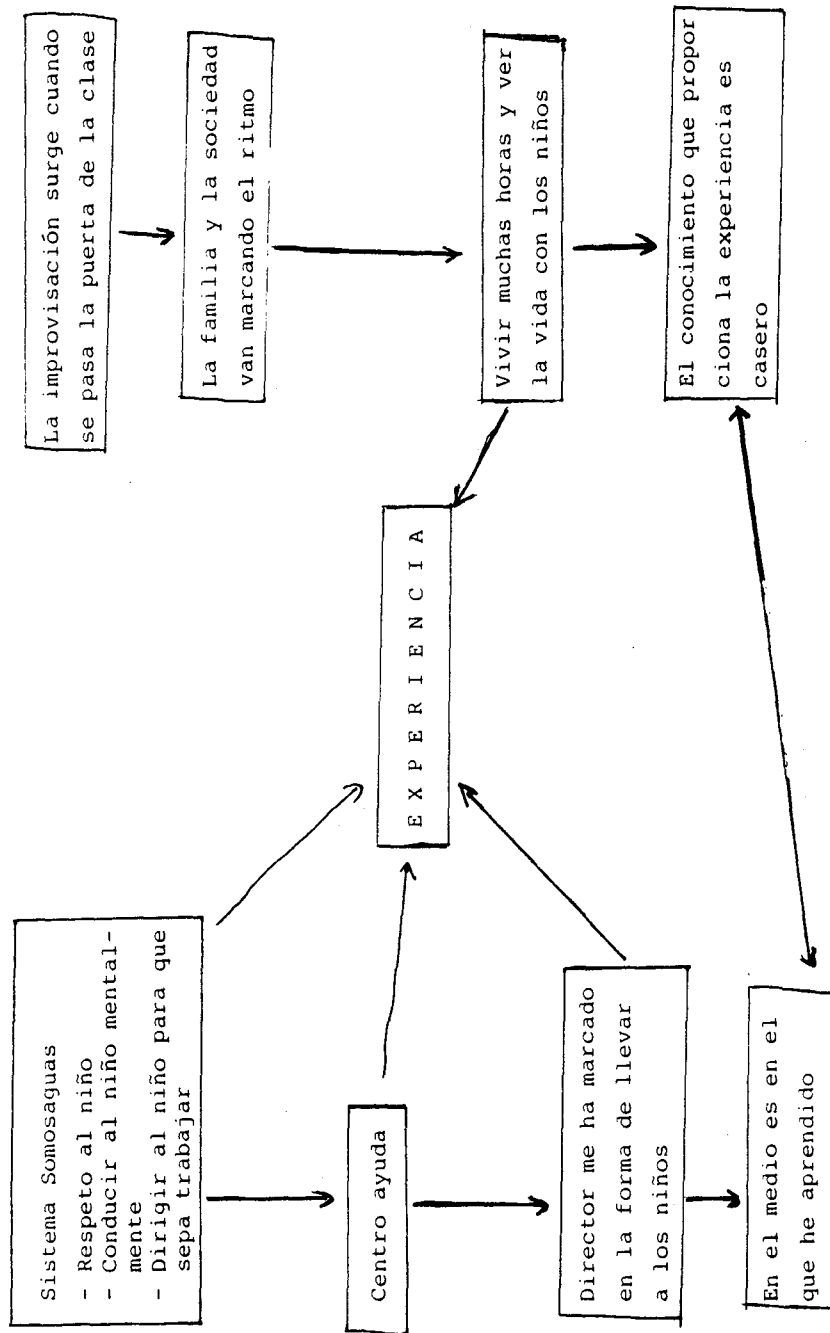 Sistema Somosaguas
- Respeto al niño
- Conducir al niño mental-
mente
- Dirigir al niño para que
sepa trabajar
Centro ayuda
Director me ha marcado
en la forma de llevar
a los niños
En el medio es en el
que he aprendido
EXPERIENCIA
La improvisación surge cuando
se pasa la puerta de la clase
La familia y la sociedad
van marcando el ritmo
Vivir muchas horas y ver
la vida con los niños
El conocimiento que propor
ciona la experiencia es
casero